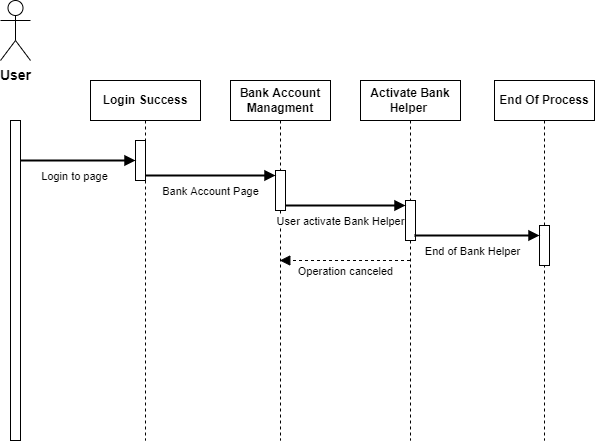 User
Login Success
Bank Account
Managment
Activate Bank
Helper
End Of Process
Login to page
Bank Account Page
User activate Bank Helper
End of Bank Helper
Operation canceled